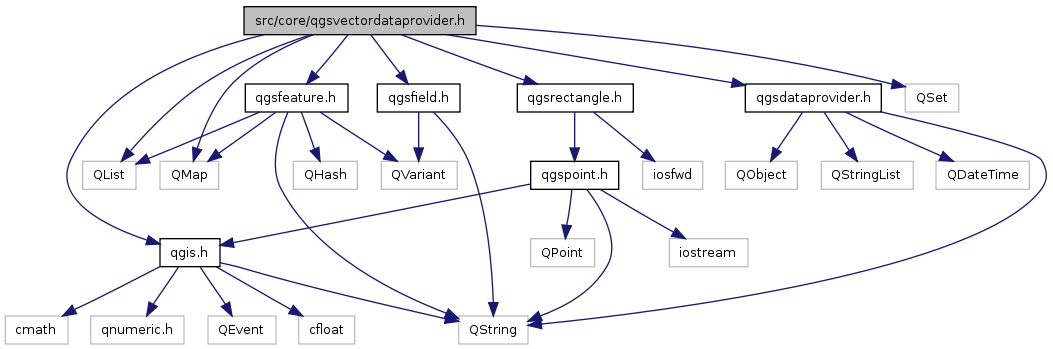 src/core/qgsvectordataprovider.h
qgsfeature.h
qgsfield.h
qgsrectangle.h
qgsdataprovider.h
QSet
QList
QMap
QHash
QVariant
qgspoint.h
iosfwd
QObject
QStringList
QDateTime
qgis.h
QPoint
iostream
cmath
qnumeric.h
QEvent
cfloat
QString